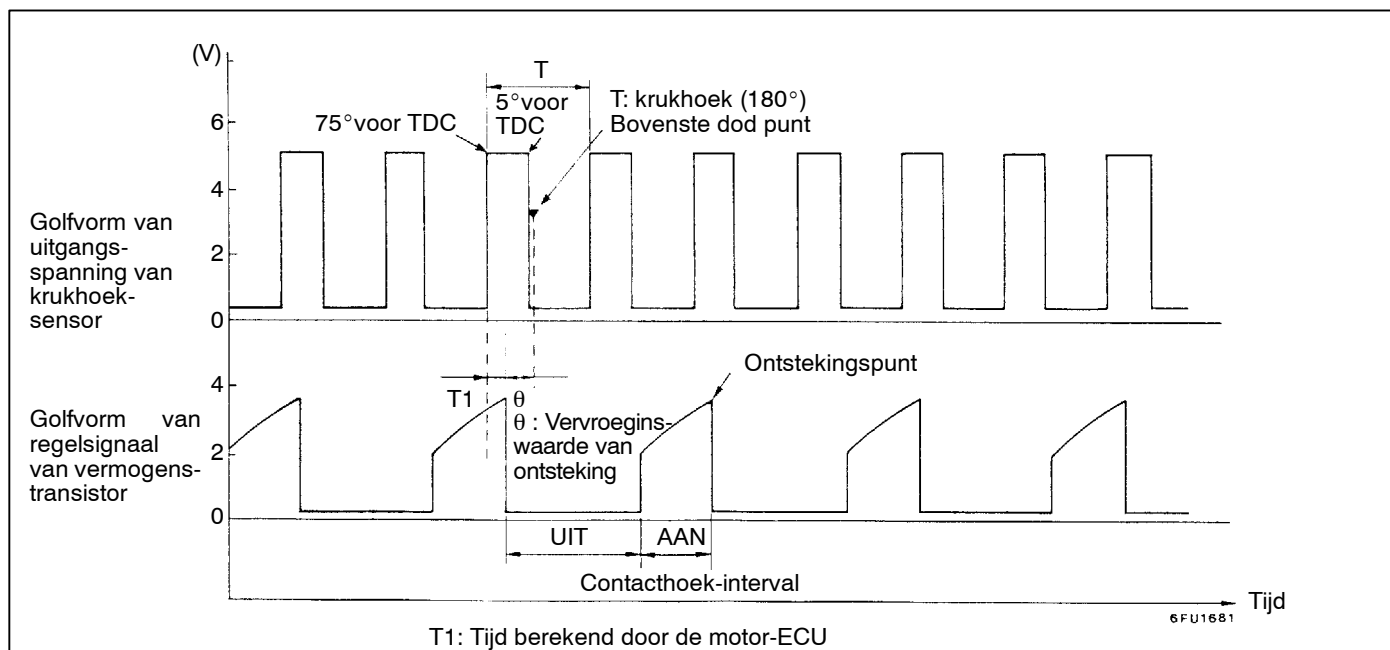 (V)
T
5°voor
TDC
75°voor TDC
T: krukhoek (180°)
Bovenste dod punt
6
4
2
0
Golfvorm van
uitgangs-
spanning van
krukhoek-
sensor
4
2
0
T1
θ
θ : Vervroegins-
waarde van
ontsteking
Ontstekingspunt
Golfvorm van
regelsignaal
van vermogens-
transistor
UIT
AAN
Contacthoek-interval
Tijd
6FU1681
T1: Tijd berekend door de motor-ECU